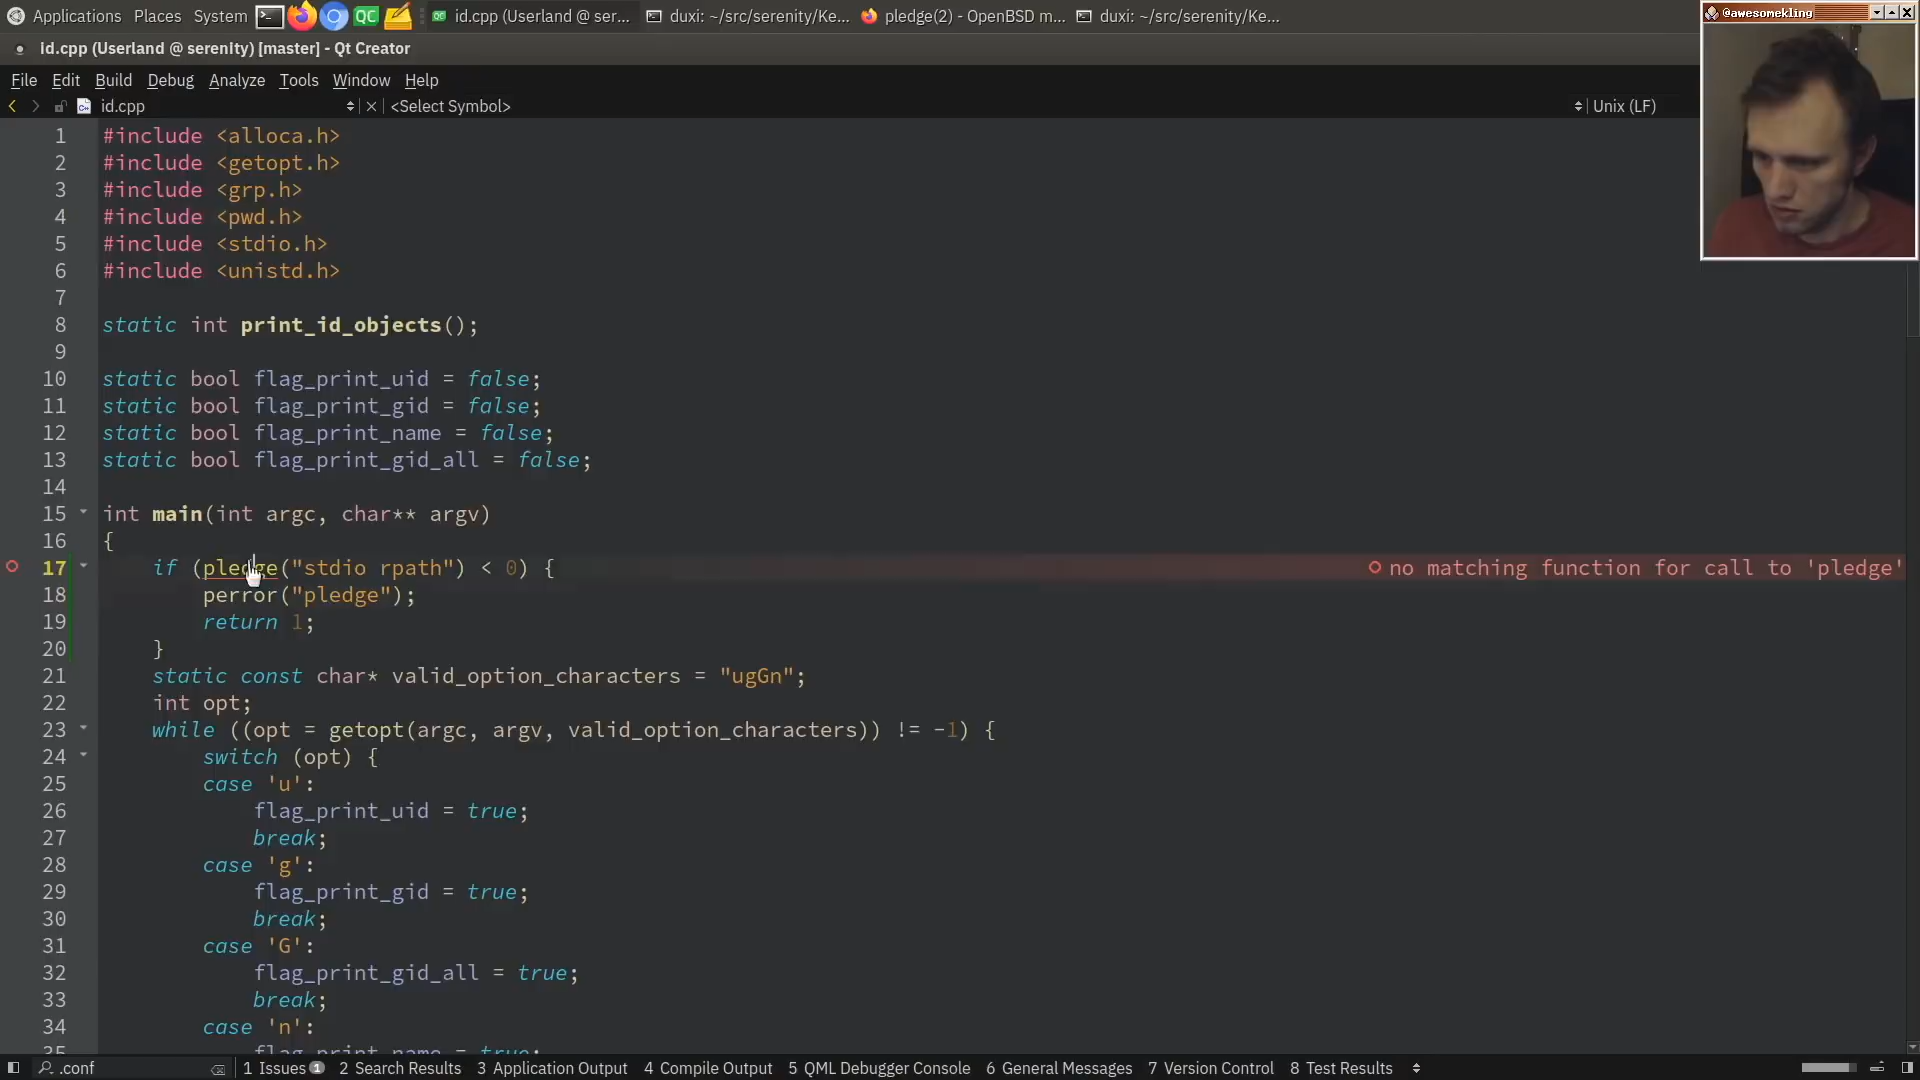 Applications Places System id.cpp (Userland @ ser... duxi: ~/src/serenity/Ke... pledge(2) - OpenBSD m... duxi: ~/src/serenity/Ke...
@awesomekling
id.cpp (Userland @ serenity) [master] - Qt Creator
File Edit Build Debug Analyze Tools Window Help
id.cpp <Select Symbol> Unix (LF)
1 #include <alloca.h>
2 #include <getopt.h>
3 #include <grp.h>
4 #include <pwd.h>
5 #include <stdio.h>
6 #include <unistd.h>
7
8 static int print_id_objects();
9
10 static bool flag_print_uid = false;
11 static bool flag_print_gid = false;
12 static bool flag_print_name = false;
13 static bool flag_print_gid_all = false;
14
15 int main(int argc, char** argv)
16 {
17 if (pledge("stdio rpath") < 0) { no matching function for call to 'pledge'
18 perror("pledge");
19 return 1;
20 }
21 static const char* valid_option_characters = "ugGn";
22 int opt;
23 while ((opt = getopt(argc, argv, valid_option_characters)) != -1) {
24 switch (opt) {
25 case 'u':
26 flag_print_uid = true;
27 break;
28 case 'g':
29 flag_print_gid = true;
30 break;
31 case 'G':
32 flag_print_gid_all = true;
33 break;
34 case 'n':
35 flag_print_name = true;
.conf 1 Issues 1 2 Search Results 3 Application Output 4 Compile Output 5 QML Debugger Console 6 General Messages 7 Version Control 8 Test Results